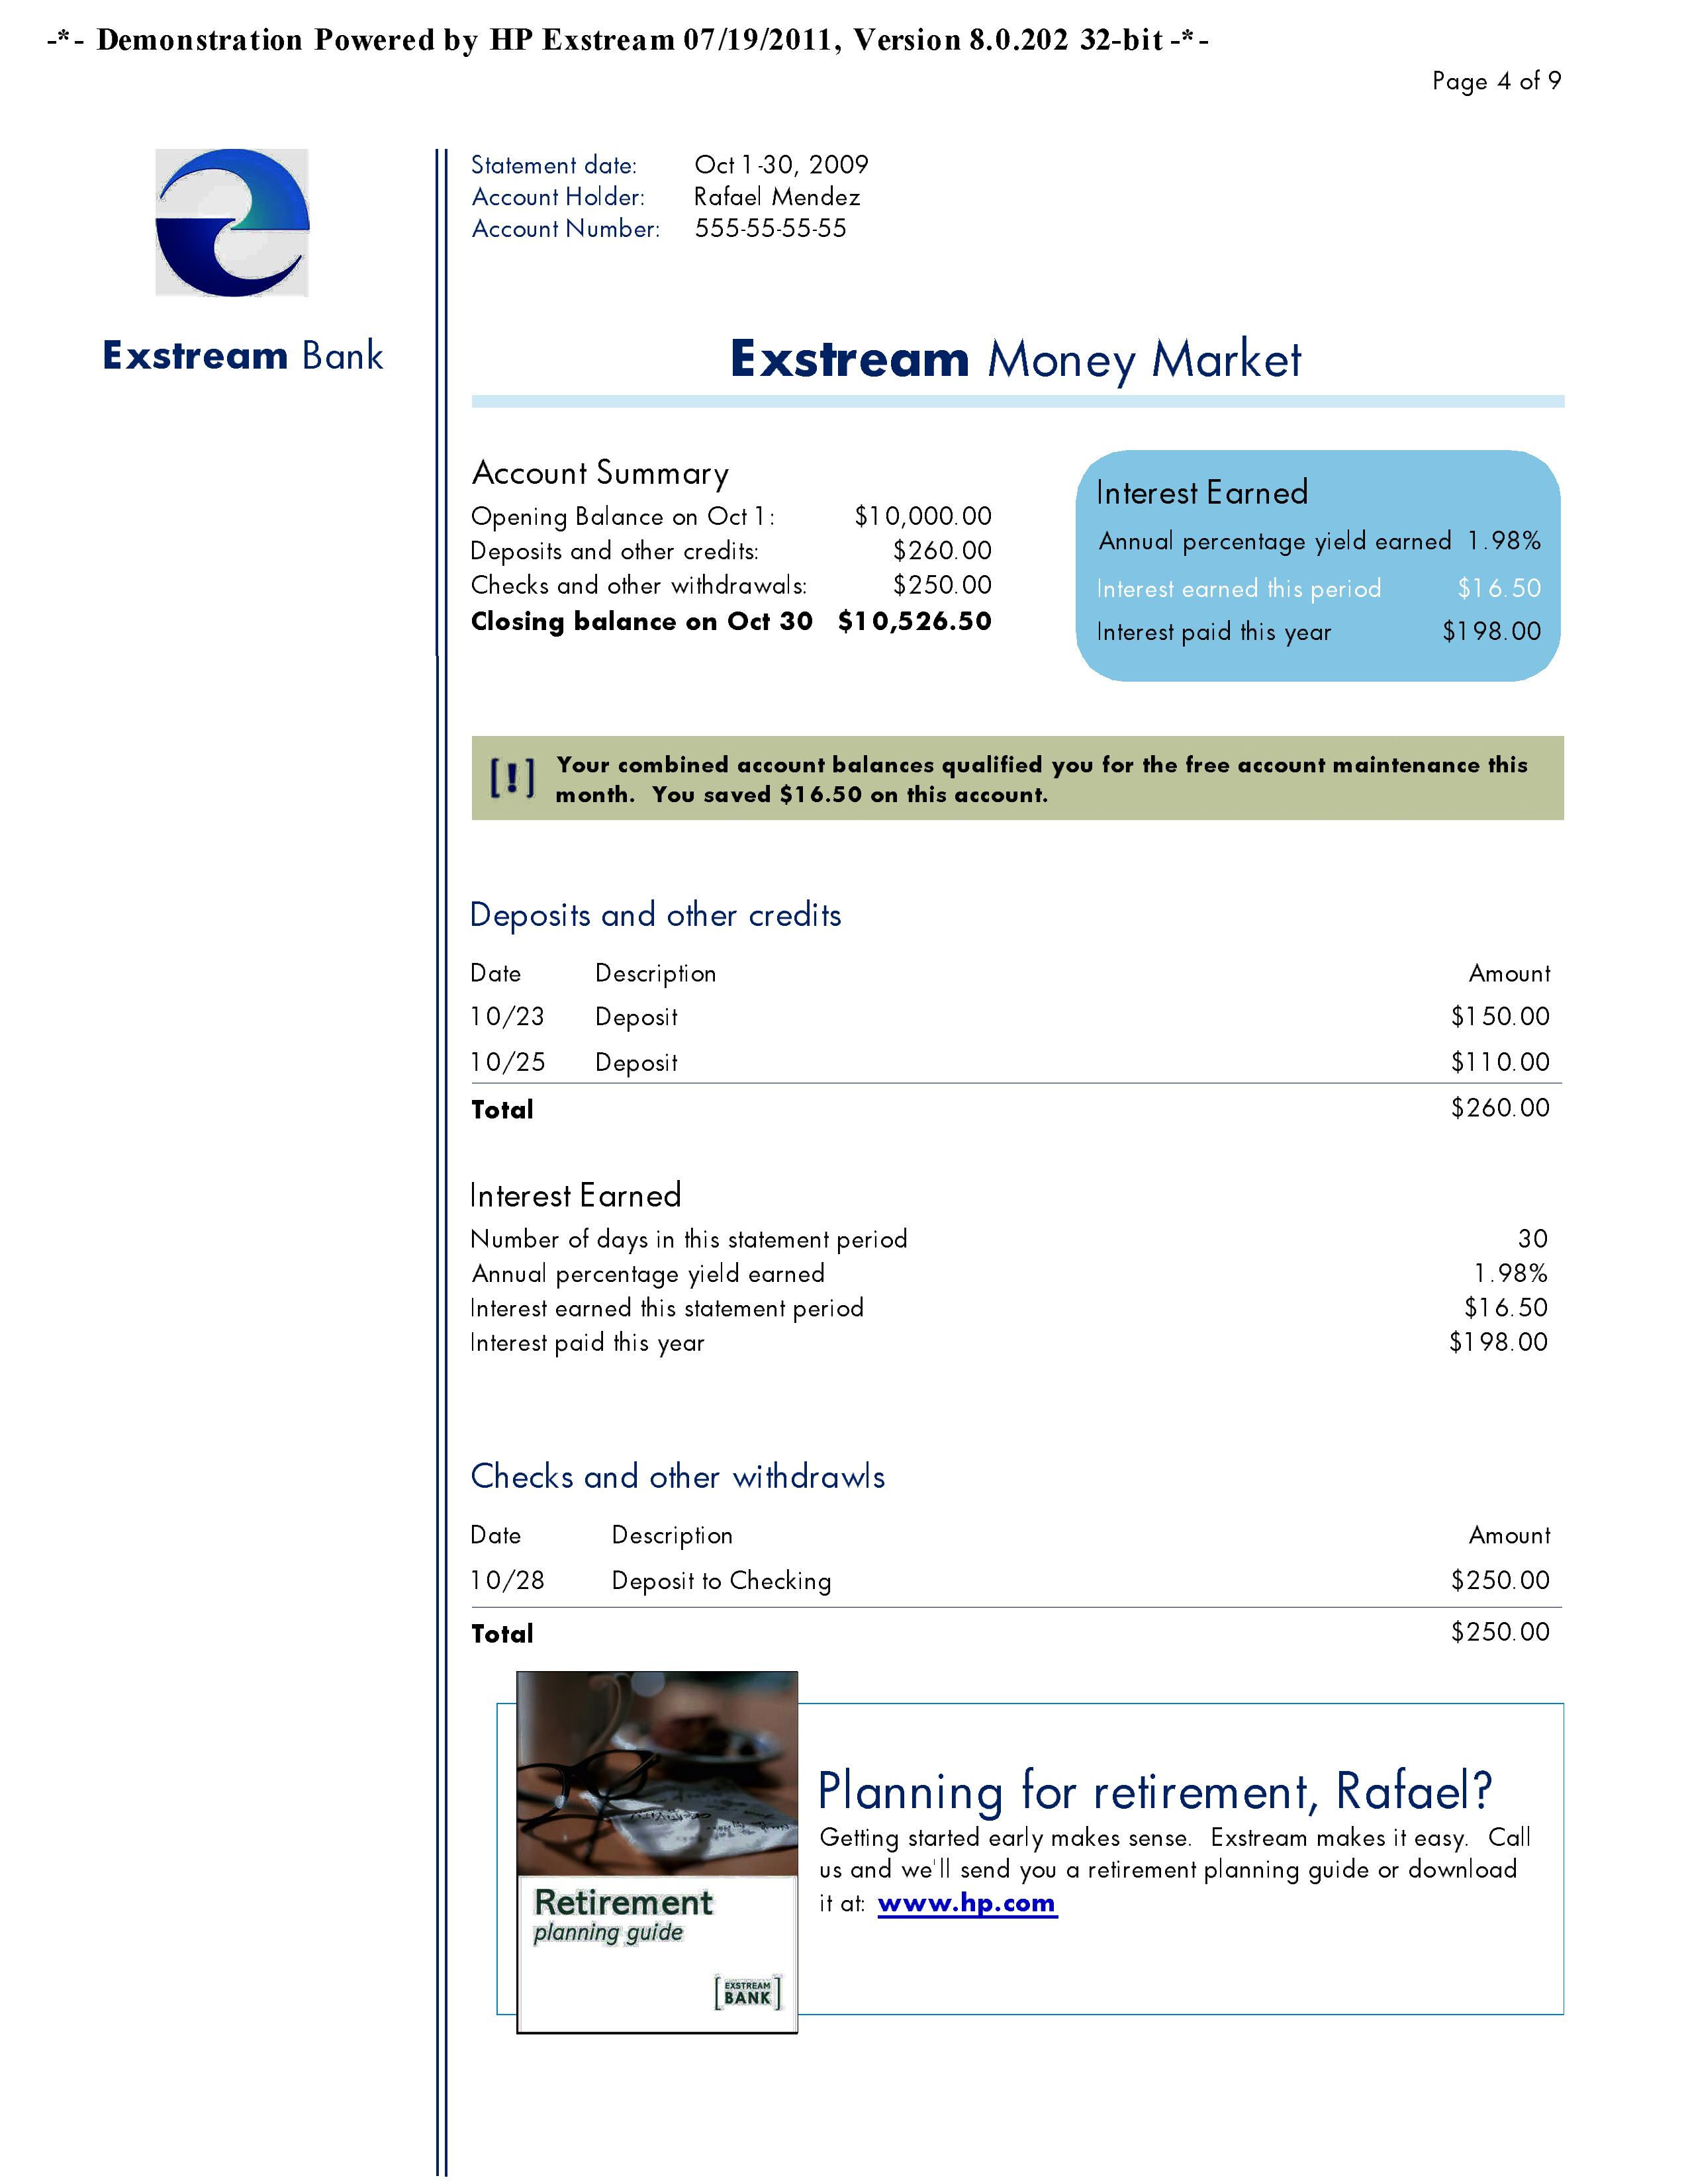 -*- Demonstration Powered by HP Exstream 07/19/2011, Version 8.0.202 32-bit -*-
Page 4 of 9
Statement date: Oct 1-30, 2009
Account Holder: Rafael Mendez
Account Number: 555-55-55-55
Exstream Bank
Exstream Money Market
Account Summary
Opening Balance on Oct 1: $10,000.00
Deposits and other credits: $260.00
Checks and other withdrawals: $250.00
Closing balance on Oct 30 $10,526.50
Interest Earned
Annual percentage yield earned 1.98%
Interest earned this period $16.50
Interest paid this year $198.00
[!] Your combined account balances qualified you for the free account maintenance this
month. You saved $16.50 on this account.
Deposits and other credits
Date Description Amount
10/23 Deposit $150.00
10/25 Deposit $110.00
Total $260.00
Interest Earned
Number of days in this statement period 30
Annual percentage yield earned 1.98%
Interest earned this statement period $16.50
Interest paid this year $198.00
Checks and other withdrawls
Date Description Amount
10/28 Deposit to Checking $250.00
Total $250.00
Retirement
planning guide
[EXSTREAM
BANK]
Planning for retirement, Rafael?
Getting started early makes sense. Exstream makes it easy. Call
us and we'll send you a retirement planning guide or download
it at: www.hp.com